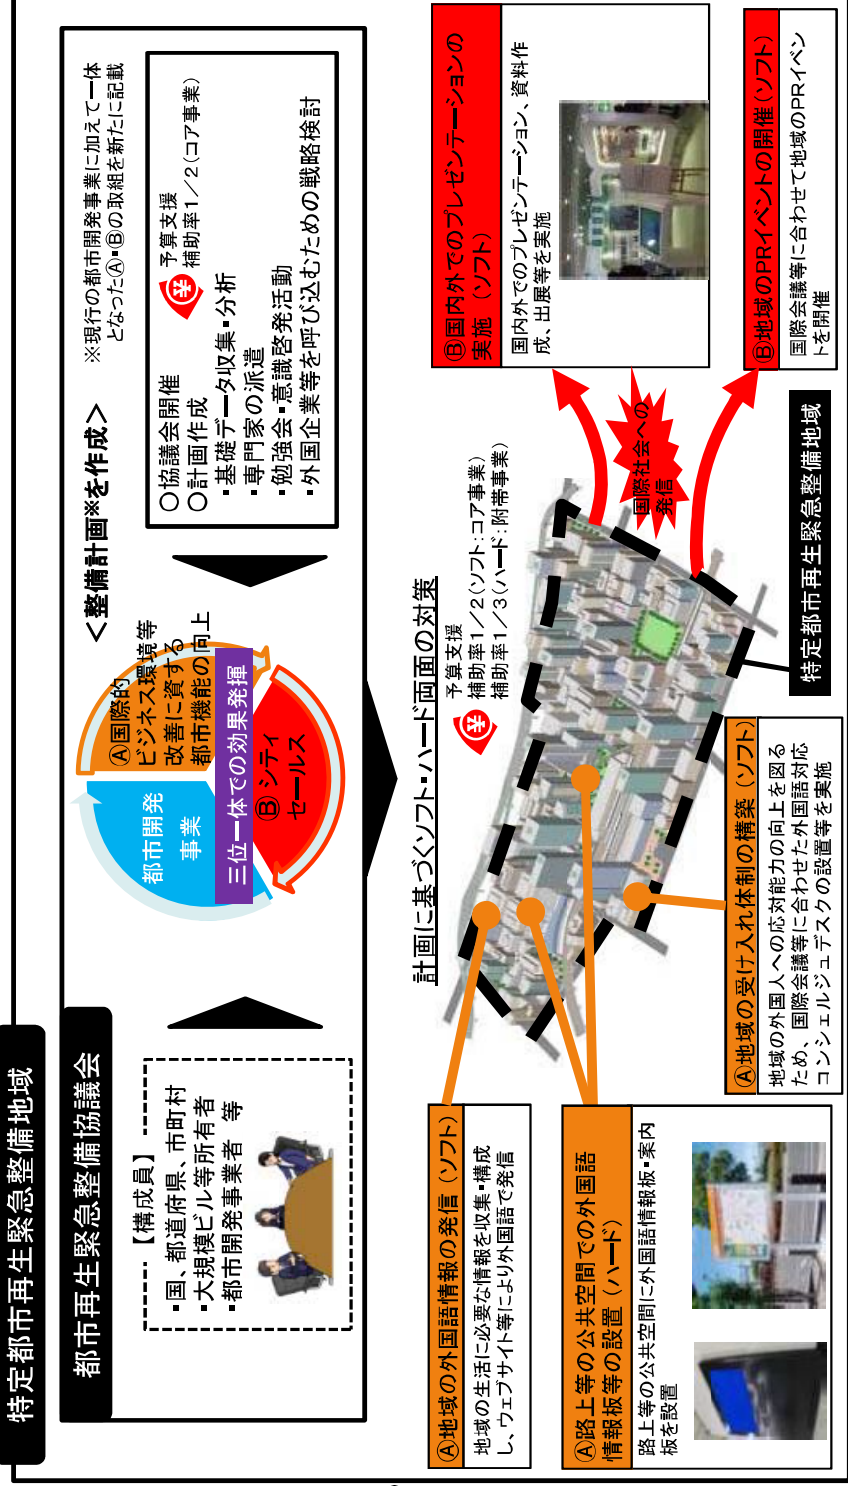 特定都市再生緊急整備地域
都市再生緊急整備協議会
【構成員】
・国、都道府県、市町村
・大規模ビル等所有者
・都市開発事業者 等
都市開発
事業
Ⓐ国際的
ビジネス環境等
改善に資する
都市機能の向上
三位一体での効果発揮
Ⓑ シティ
セールス
＜整備計画※を作成＞
※現行の都市開発事業に加えて一体
となったⒶ・Ⓑの取組を新たに記載
○協議会開催
○計画作成
・基礎データ収集・分析
・専門家の派遣
・勉強会・意識啓発活動
・外国企業等を呼び込むための戦略検討
¥
予算支援
補助率1／2（コア事業）
計画に基づくソフト・ハード両面の対策
¥
予算支援
補助率1／2（ソフト：コア事業）
補助率1／3（ハード：附帯事業）
Ⓐ地域の外国語情報の発信（ソフト）
地域の生活に必要な情報を収集・構成
し、ウェブサイト等により外国語で発信
Ⓐ路上等の公共空間での外国語
情報板等の設置（ハード）
路上等の公共空間に外国語情報板・案内
板を設置
Ⓐ地域の受け入れ体制の構築（ソフト）
地域の外国人への応対能力の向上を図る
ため、国際会議等に合わせた外国語対応
コンシェルジュデスクの設置等を実施
特定都市再生緊急整備地域
国際社会への
発信
Ⓑ国内外でのプレゼンテーションの
実施（ソフト）
国内外でのプレゼンテーション、資料作
成、出展等を実施
Ⓑ地域のPRイベントの開催（ソフト）
国際会議等に合わせて地域のPRイベン
トを開催